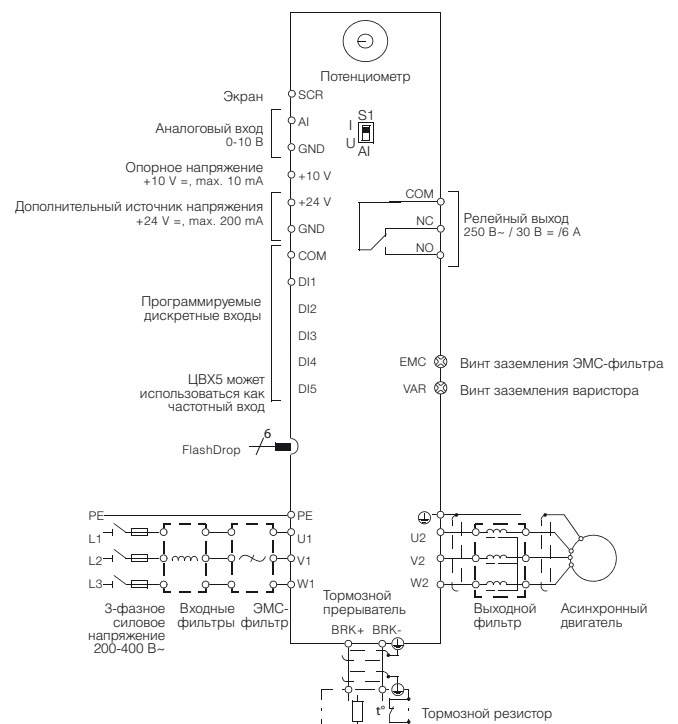 Потенциометр
Экран
SCR
S1
I
U
AI
Аналоговый вход
0-10 В
AI
GND
Опорное напряжение
+10 V =, max. 10 mA
+10 V
Дополнительный источник напряжения
+24 V =, max. 200 mA
+24 V
GND
COM
NC
NO
Релейный выход
250 В~ / 30 В = /6 А
COM
DI1
Программируемые
дискретные входы
DI2
DI3
DI4
ЦВХ5 может
использоваться как
частотный вход
DI5
EMC
Винт заземления ЭМС-фильтра
VAR
Винт заземления варистора
FlashDrop
6
PE
PE
L1
U1
U2
L2
V1
V2
L3
W1
W2
3-фазное
силовое
напряжение
200-400 В~
Входные
фильтры
ЭМС-
фильтр
Тормозной
прерыватель
BRK+ BRK-
Выходной
фильтр
Асинхронный
двигатель
t°
Тормозной резистор